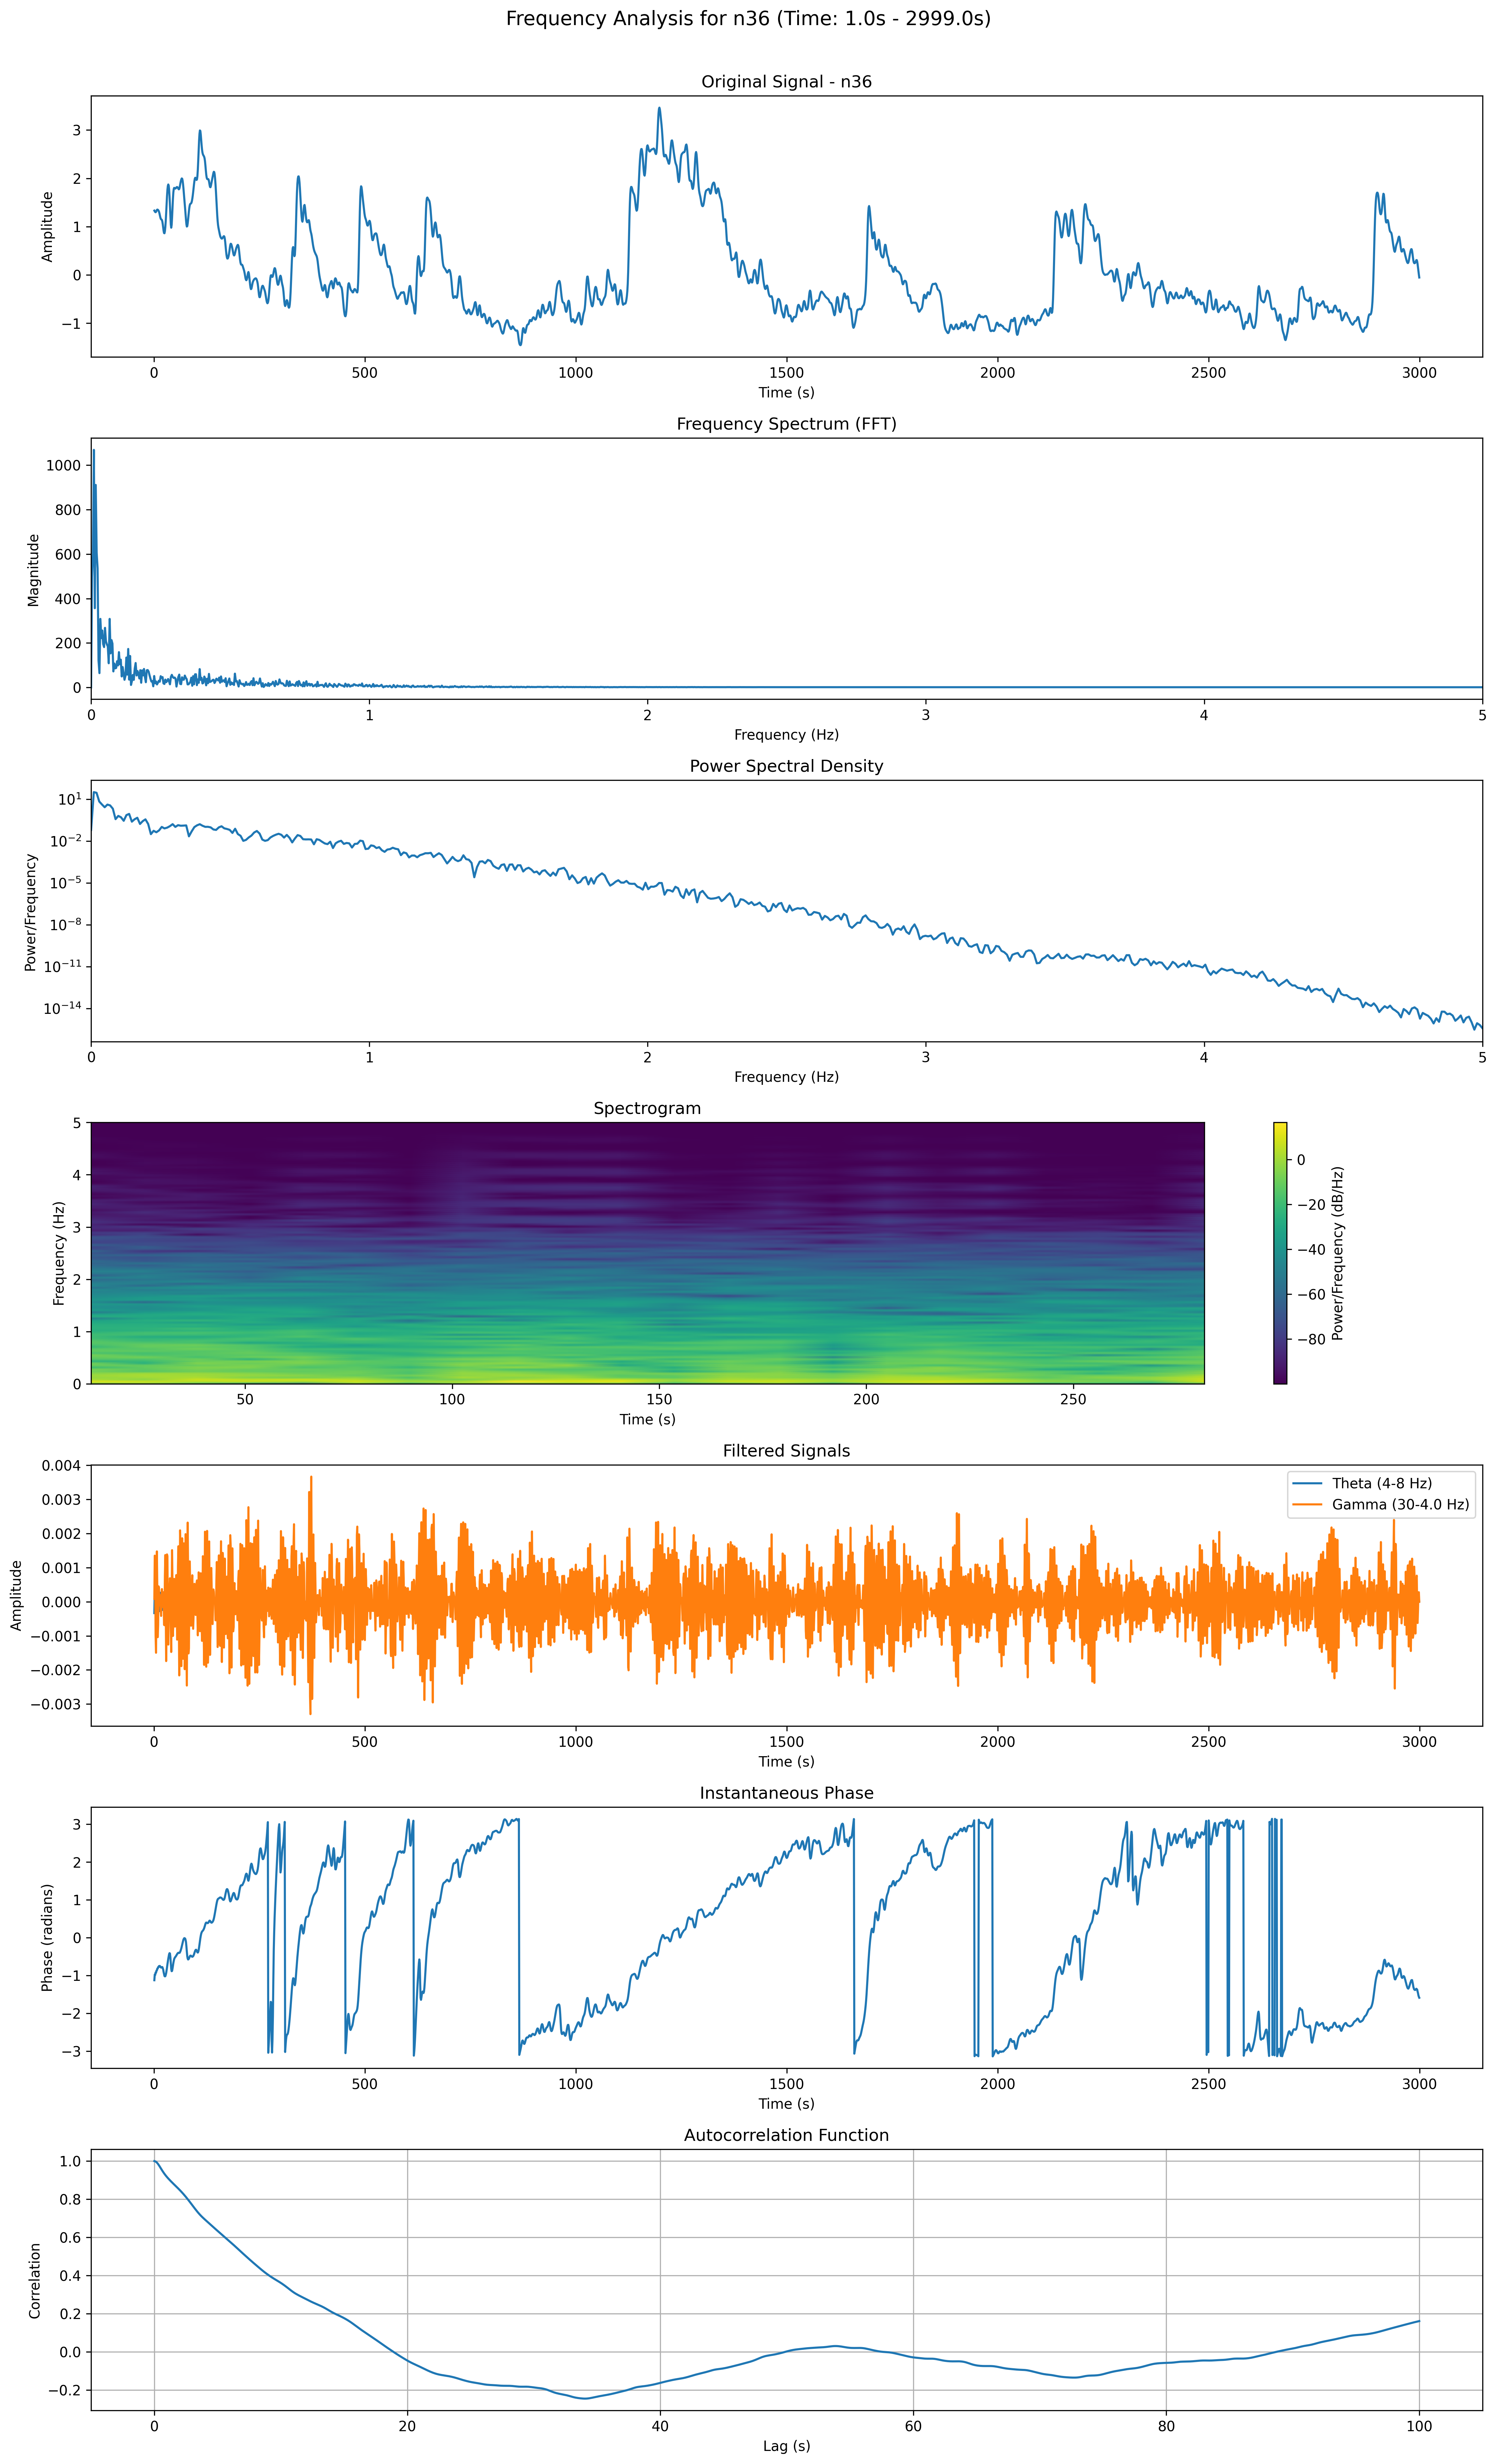 Frequency Analysis for n36 (Time: 1.0s - 2999.0s)
Original Signal - n36
Amplitude
3
2
1
0
−1
0 500 1000 1500 2000 2500 3000
Time (s)
Frequency Spectrum (FFT)
Magnitude
1000
800
600
400
200
0
0 1 2 3 4 5
Frequency (Hz)
Power Spectral Density
Power/Frequency
10^1
10^−2
10^−5
10^−8
10^−11
10^−14
0 1 2 3 4 5
Frequency (Hz)
Spectrogram
Frequency (Hz)
5
4
3
2
1
0
50 100 150 200 250
Time (s)
0
−20
−40
−60
−80
Power/Frequency (dB/Hz)
Filtered Signals
Amplitude
0.004
0.003
0.002
0.001
0.000
−0.001
−0.002
−0.003
Theta (4-8 Hz)
Gamma (30-4.0 Hz)
0 500 1000 1500 2000 2500 3000
Time (s)
Instantaneous Phase
Phase (radians)
3
2
1
0
−1
−2
−3
0 500 1000 1500 2000 2500 3000
Time (s)
Autocorrelation Function
Correlation
1.0
0.8
0.6
0.4
0.2
0.0
−0.2
0 20 40 60 80 100
Lag (s)